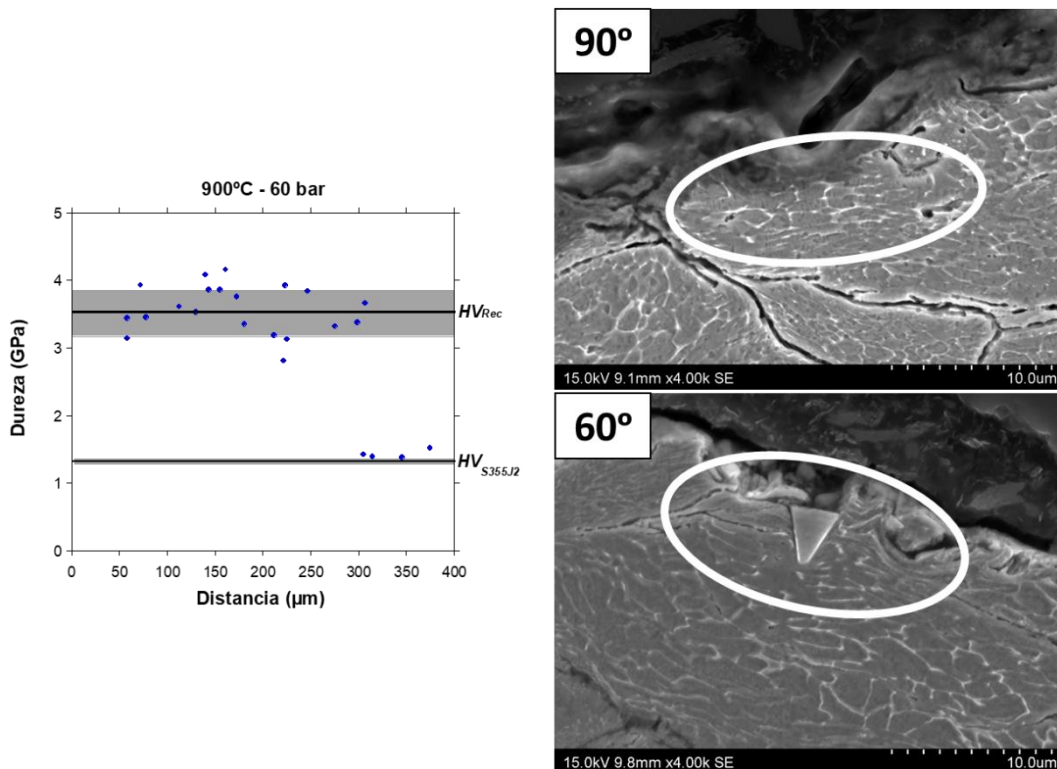 900ºC - 60 bar
5
4
3
2
1
0
Dureza (GPa)
HVRec
HVS355J2
0 50 100 150 200 250 300 350 400
Distancia (µm)
90º
15.0kV 9.1mm x4.00k SE 10.0um
60º
15.0kV 9.8mm x4.00k SE 10.0um